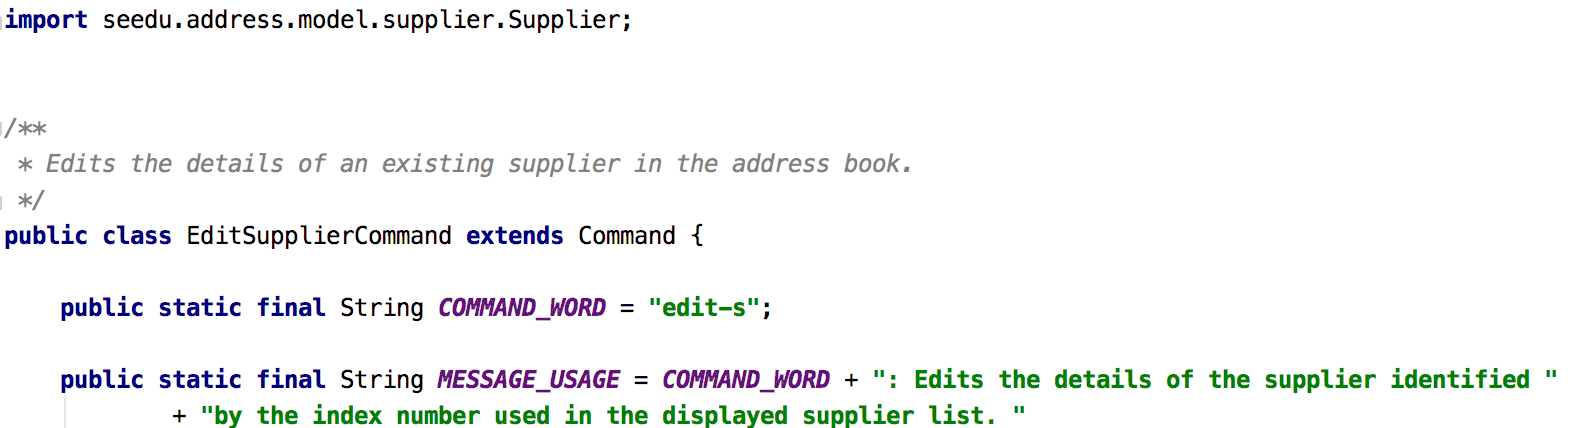 import seedu.address.model.supplier.Supplier;
/**
* Edits the details of an existing supplier in the address book.
*/
public class EditSupplierCommand extends Command {
public static final String COMMAND_WORD = "edit-s";
public static final String MESSAGE_USAGE = COMMAND_WORD + ": Edits the details of the supplier identified "
+ "by the index number used in the displayed supplier list. "